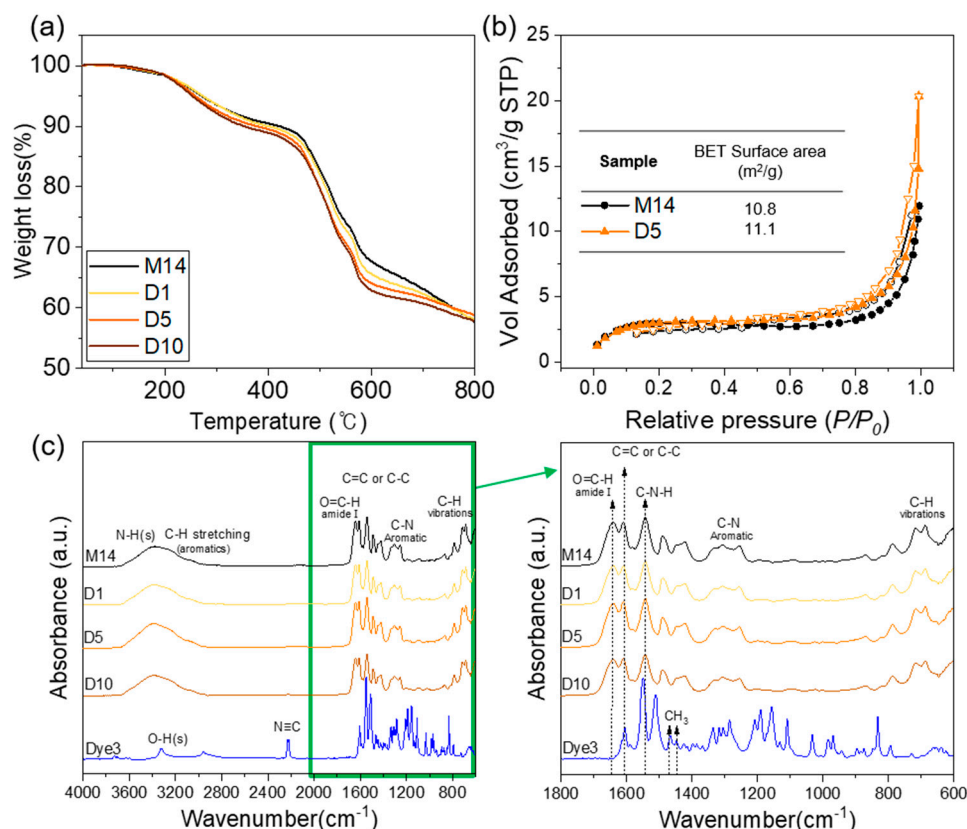 (a)
Weight loss(%)
100
90
80
70
60
50
M14
D1
D5
D10
0
200
400
600
800
Temperature (℃)
(b)
Vol Adsorbed (cm³/g STP)
25
20
15
10
5
0
Sample BET Surface area
(m²/g)
M14 10.8
D5 11.1
0.0 0.2 0.4 0.6 0.8 1.0
Relative pressure (P/P₀)
(c)
Absorbance (a.u.)
C=C or C-C
O=C-H
amide I
C-N
Aromatic
C-H
vibrations
N-H(s)
C-H stretching
(aromatics)
M14
D1
D5
D10
Dye3
O-H(s)
N≡C
4000 3600 3200 2800 2400 2000 1600 1200 800
Wavenumber(cm⁻¹)
Absorbance (a.u.)
C=C or C-C
O=C-H
amide I
C-N-H
C-N
Aromatic
C-H
vibrations
M14
D1
D5
D10
Dye3
CH₃
1800 1600 1400 1200 1000 800 600
Wavenumber(cm⁻¹)